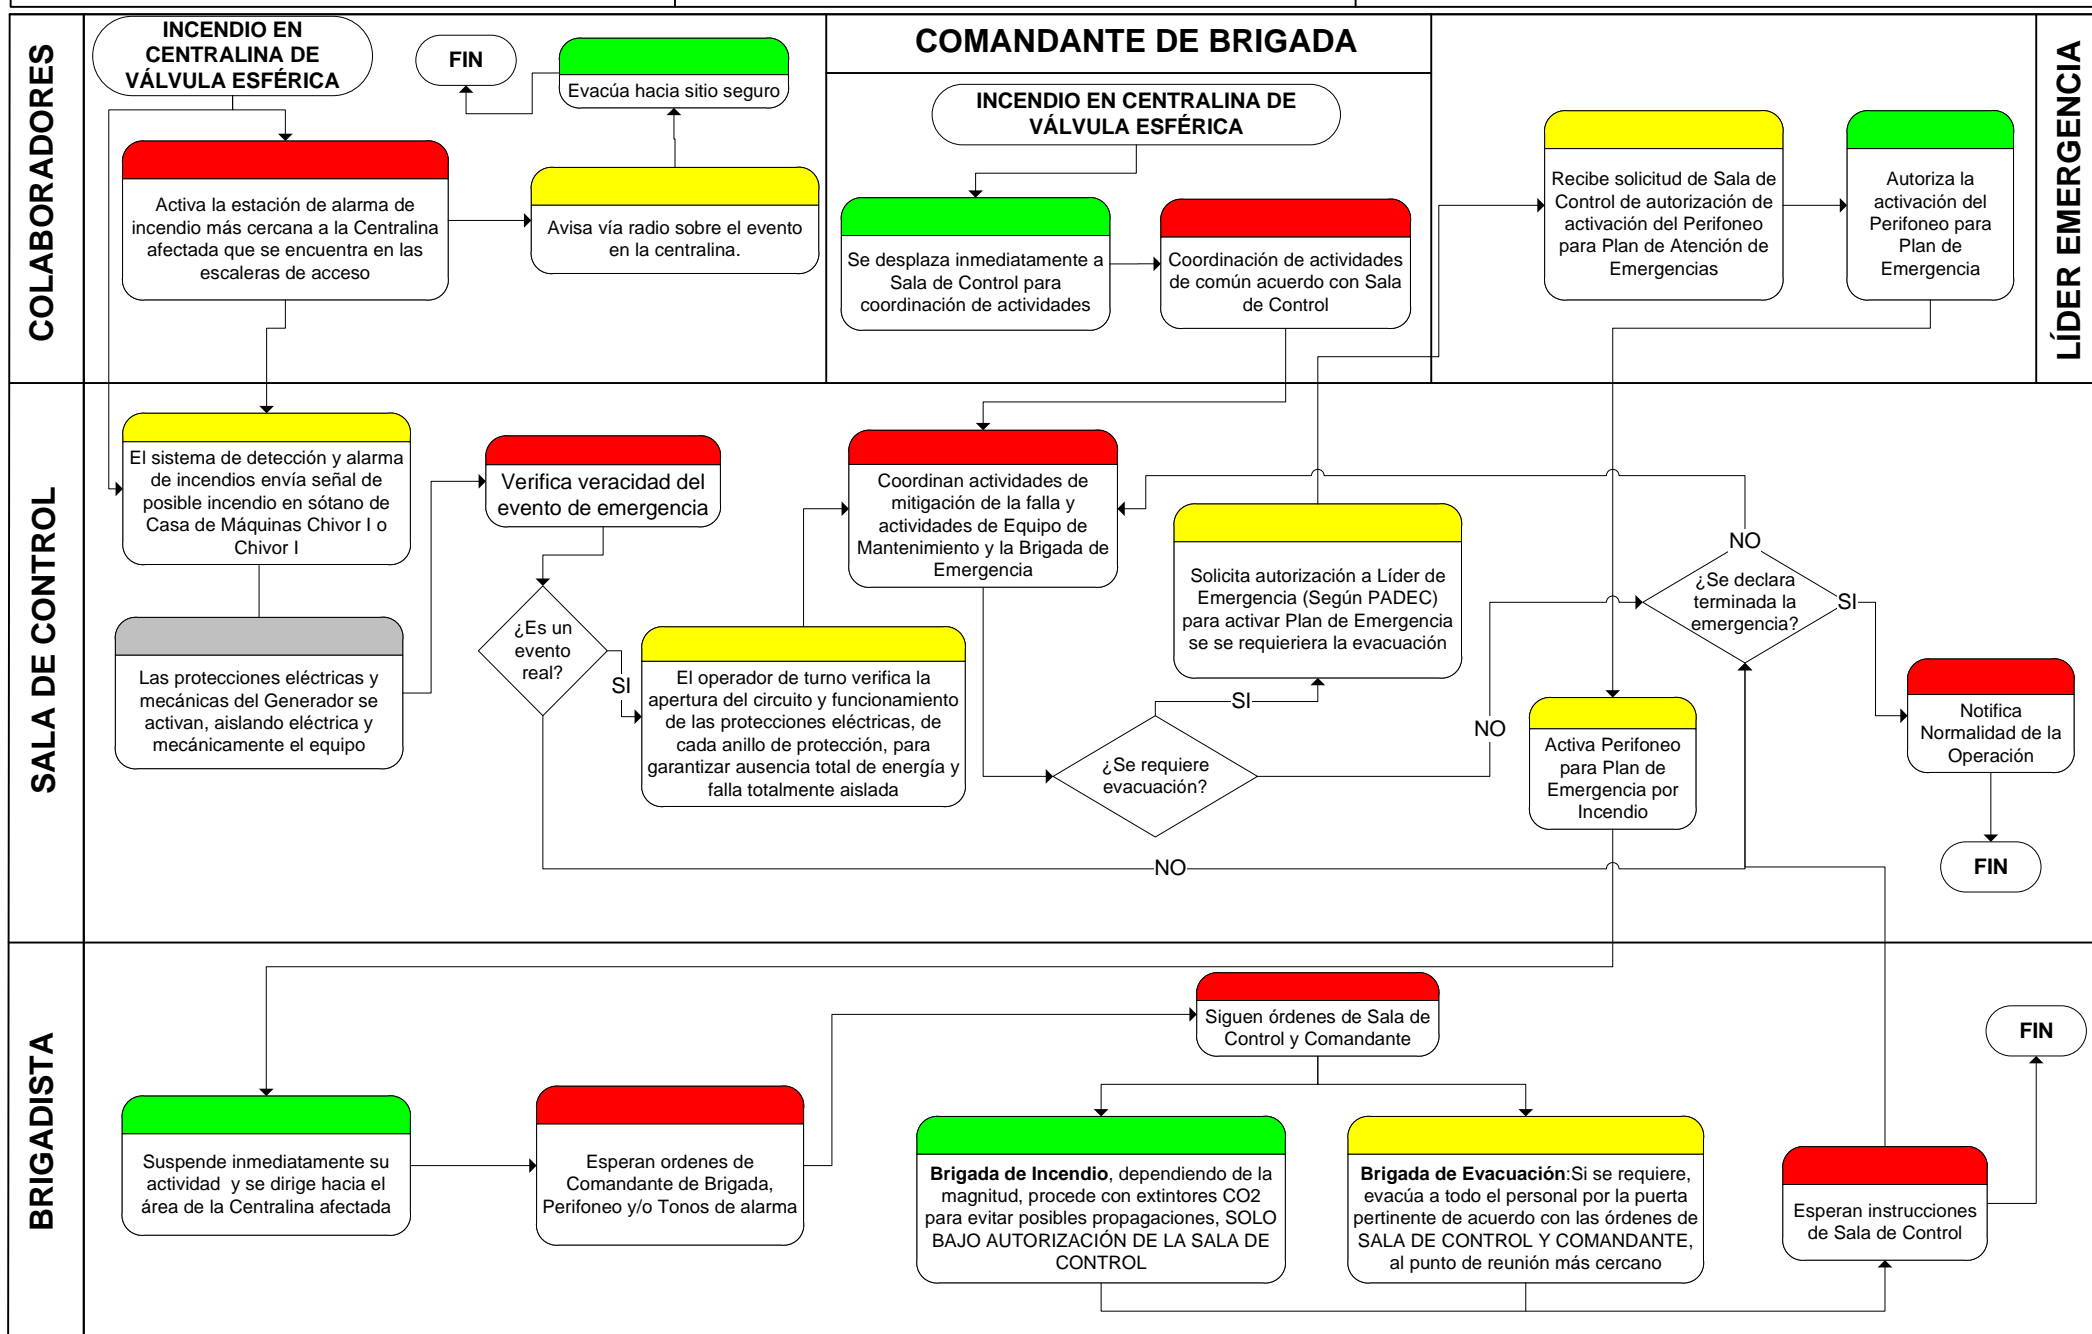 COLABORADORES
INCENDIO EN
CENTRALINA DE
VÁLVULA ESFÉRICA
FIN
Evacúa hacia sitio seguro
Activa la estación de alarma de
incendio más cercana a la Centralina
afectada que se encuentra en las
escaleras de acceso
Avisa vía radio sobre el evento
en la centralina.
COMANDANTE DE BRIGADA
INCENDIO EN CENTRALINA DE
VÁLVULA ESFÉRICA
Se desplaza inmediatamente a
Sala de Control para
coordinación de actividades
Coordinación de actividades
de común acuerdo con Sala
de Control
LÍDER EMERGENCIA
Recibe solicitud de Sala de
Control de autorización de
activación del Perifoneo
para Plan de Atención de
Emergencias
Autoriza la
activación del
Perifoneo para
Plan de
Emergencia
SALA DE CONTROL
El sistema de detección y alarma
de incendios envía señal de
posible incendio en sótano de
Casa de Máquinas Chivor I o
Chivor I
Las protecciones eléctricas y
mecánicas del Generador se
activan, aislando eléctrica y
mecánicamente el equipo
Verifica veracidad del
evento de emergencia
¿Es un
evento
real?
SI
El operador de turno verifica la
apertura del circuito y funcionamiento
de las protecciones eléctricas, de
cada anillo de protección, para
garantizar ausencia total de energía y
falla totalmente aislada
Coordinan actividades de
mitigación de la falla y
actividades de Equipo de
Mantenimiento y la Brigada de
Emergencia
Solicita autorización a Líder de
Emergencia (Según PADEC)
para activar Plan de Emergencia
se se requieriera la evacuación
SI
¿Se requiere
evacuación?
NO
NO
Activa Perifoneo
para Plan de
Emergencia por
Incendio
NO
¿Se declara
terminada la
emergencia?
SI
Notifica
Normalidad de la
Operación
FIN
BRIGADISTA
Suspende inmediatamente su
actividad y se dirige hacia el
área de la Centralina afectada
Esperan ordenes de
Comandante de Brigada,
Perifoneo y/o Tonos de alarma
Siguen órdenes de Sala de
Control y Comandante
Brigada de Incendio, dependiendo de la
magnitud, procede con extintores CO2
para evitar posibles propagaciones, SOLO
BAJO AUTORIZACIÓN DE LA SALA DE
CONTROL
Brigada de Evacuación:Si se requiere,
evacúa a todo el personal por la puerta
pertinente de acuerdo con las órdenes de
SALA DE CONTROL Y COMANDANTE,
al punto de reunión más cercano
Esperan instrucciones
de Sala de Control
FIN